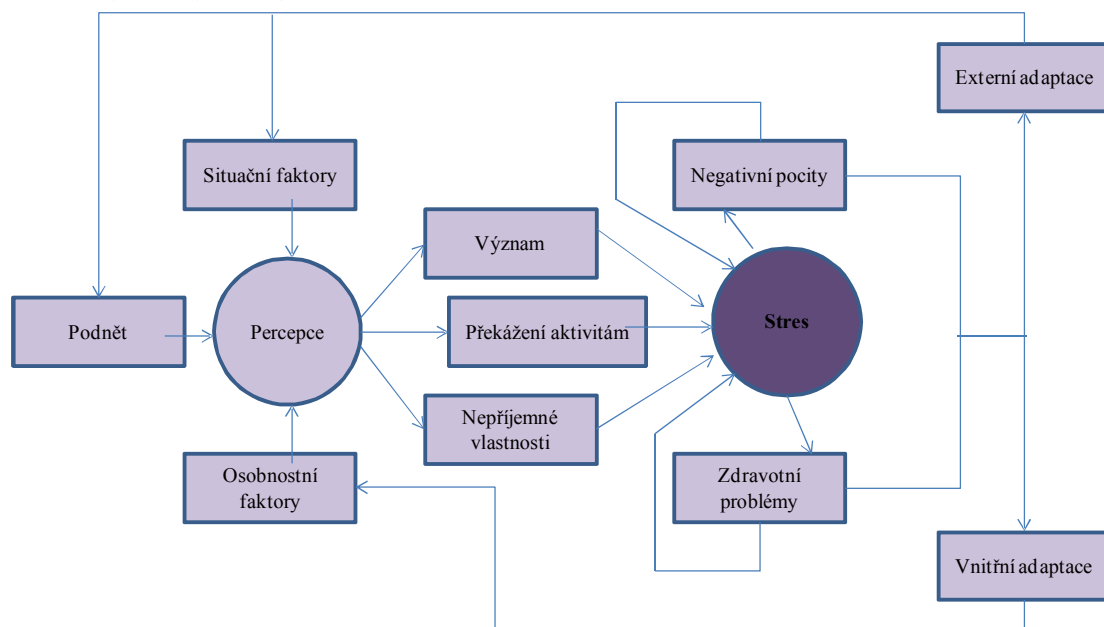 Externí adaptace
Situační faktory
Negativní pocity
Význam
Podnět
Percepce
Překážení aktivitám
Stres
Nepříjemné
vlastnosti
Osobnostní
faktory
Zdravotní
problémy
Vnitřní adaptace